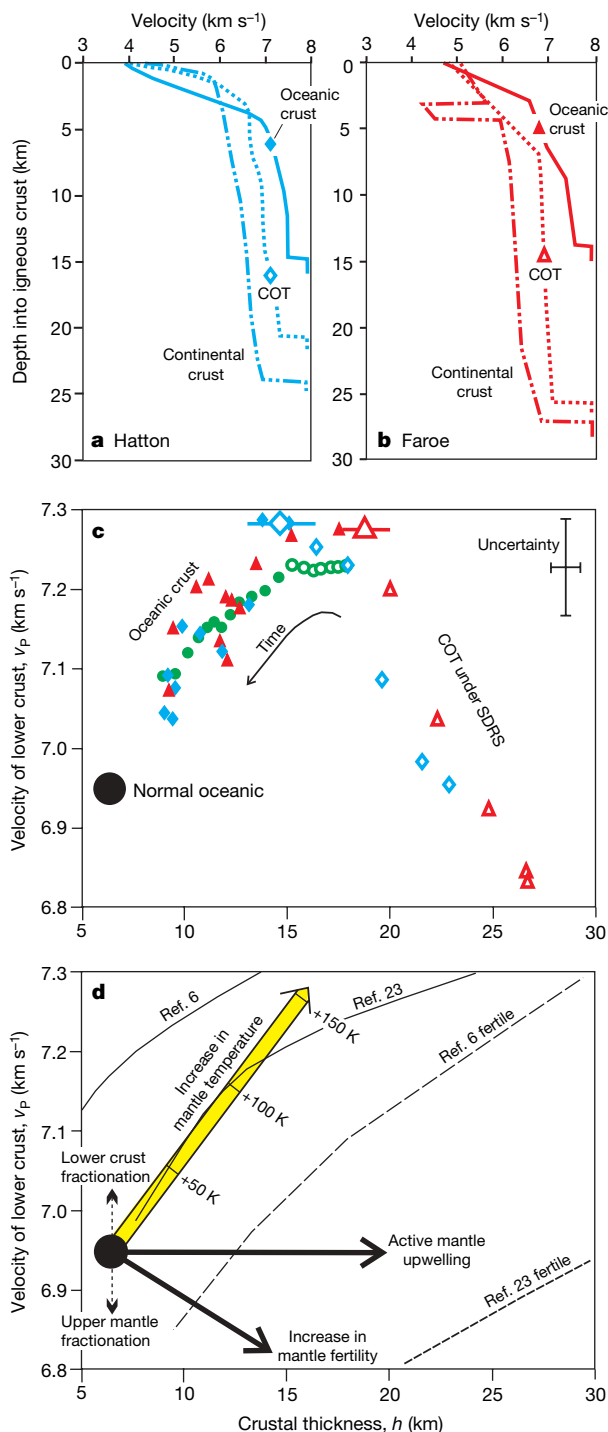 Velocity (km s⁻¹)
3 4 5 6 7 8
0
5
10
15
20
25
30
Depth into igneous crust (km)
Oceanic
crust
COT
Continental
crust
a Hatton
Velocity (km s⁻¹)
3 4 5 6 7 8
0
5
10
15
20
25
30
Oceanic
crust
COT
Continental
crust
b Faroe
c
7.3
7.2
7.1
7.0
6.9
6.8
Velocity of lower crust, vP (km s⁻¹)
Oceanic crust
Time
Uncertainty
COT under SDRS
Normal oceanic
5 10 15 20 25 30
d
7.3
7.2
7.1
7.0
6.9
6.8
Velocity of lower crust, vP (km s⁻¹)
Ref. 6
Ref. 23
Increase in
mantle temperature
+150 K
+100 K
+50 K
Ref. 6 fertile
Lower crust
fractionation
Active mantle
upwelling
Upper mantle
fractionation
Increase in
mantle fertility
Ref. 23 fertile
5 10 15 20 25 30
Crustal thickness, h (km)